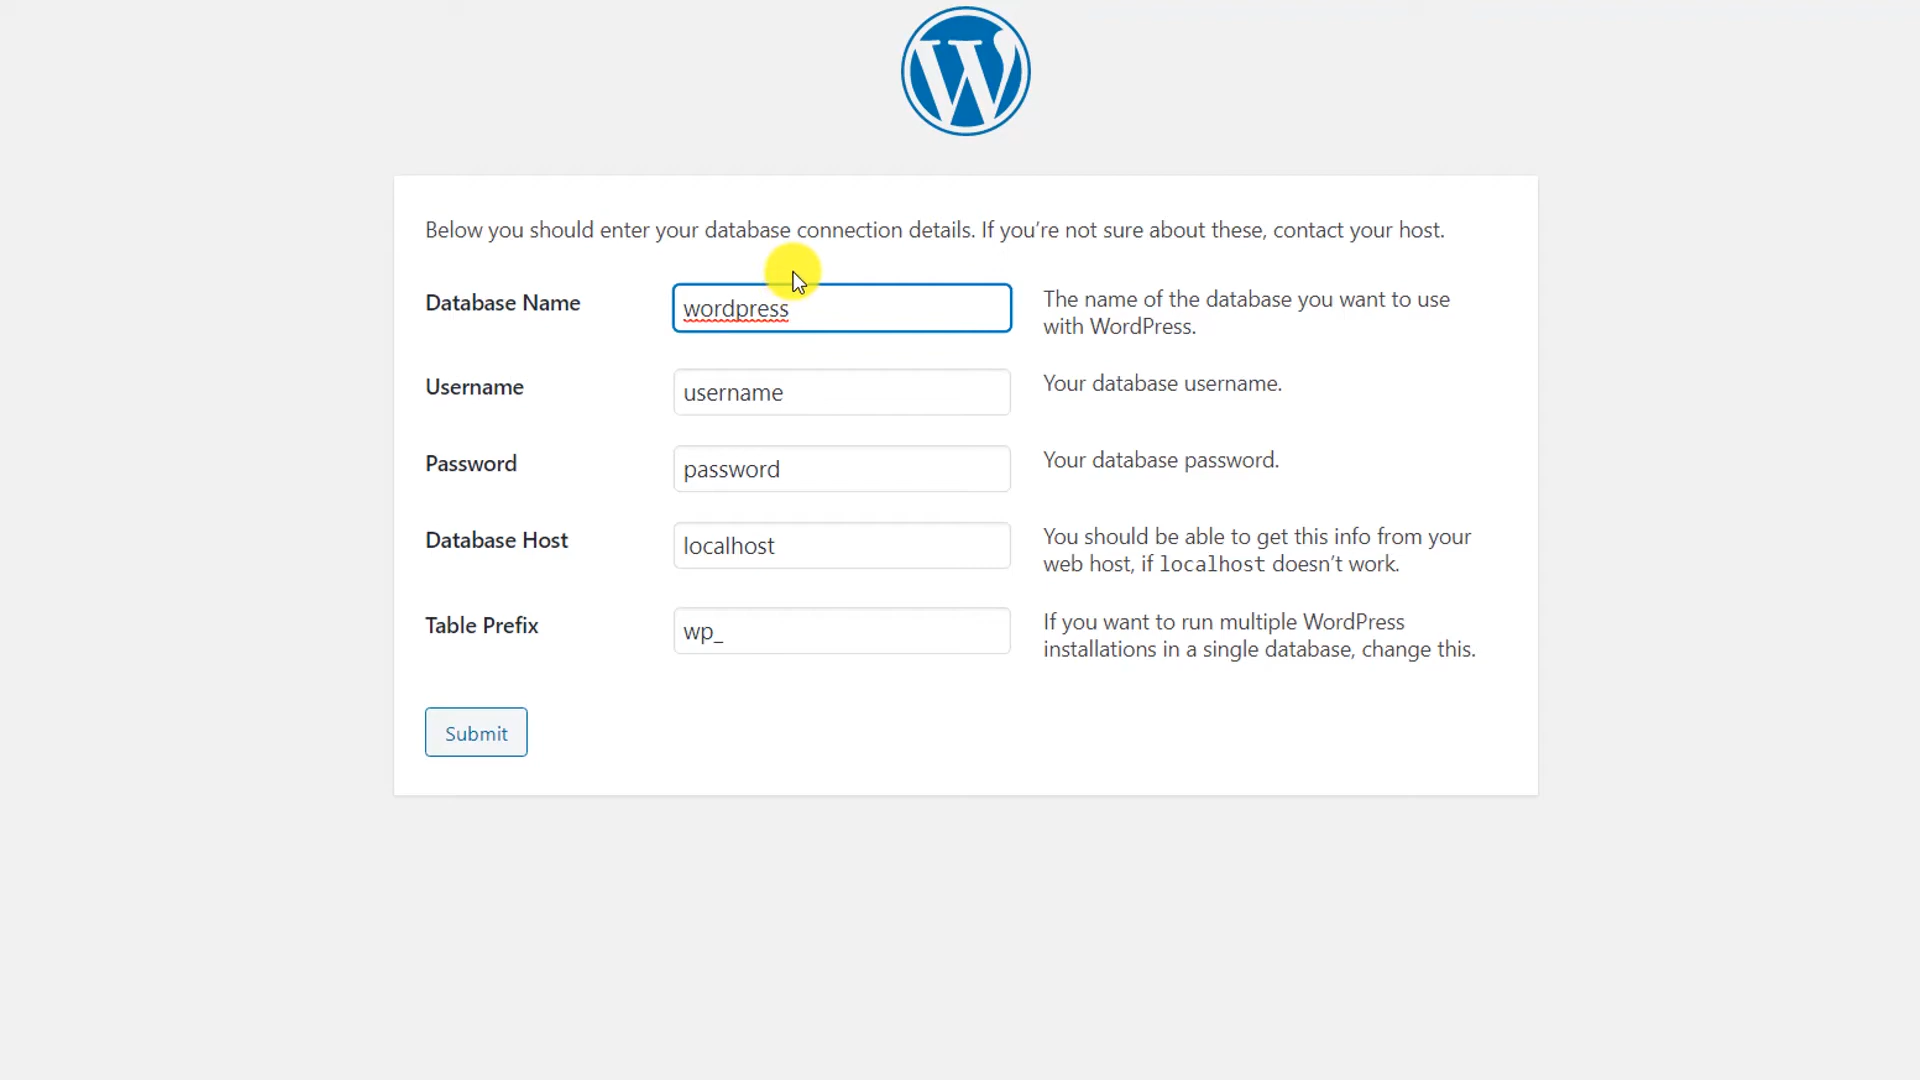 Below you should enter your database connection details. If you’re not sure about these, contact your host.
Database Name
wordpress
The name of the database you want to use
with WordPress.
Username
username
Your database username.
Password
password
Your database password.
Database Host
localhost
You should be able to get this info from your
web host, if localhost doesn’t work.
Table Prefix
wp_
If you want to run multiple WordPress
installations in a single database, change this.
Submit